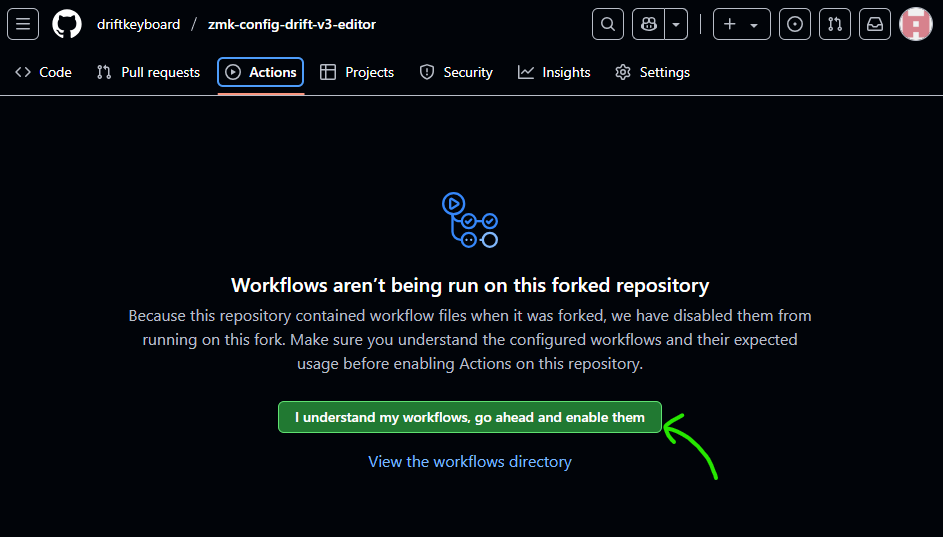 driftkeyboard / zmk-config-drift-v3-editor
Code Pull requests Actions Projects Security Insights Settings
Workflows aren’t being run on this forked repository
Because this repository contained workflow files when it was forked, we have disabled them from
running on this fork. Make sure you understand the configured workflows and their expected
usage before enabling Actions on this repository.
I understand my workflows, go ahead and enable them
View the workflows directory